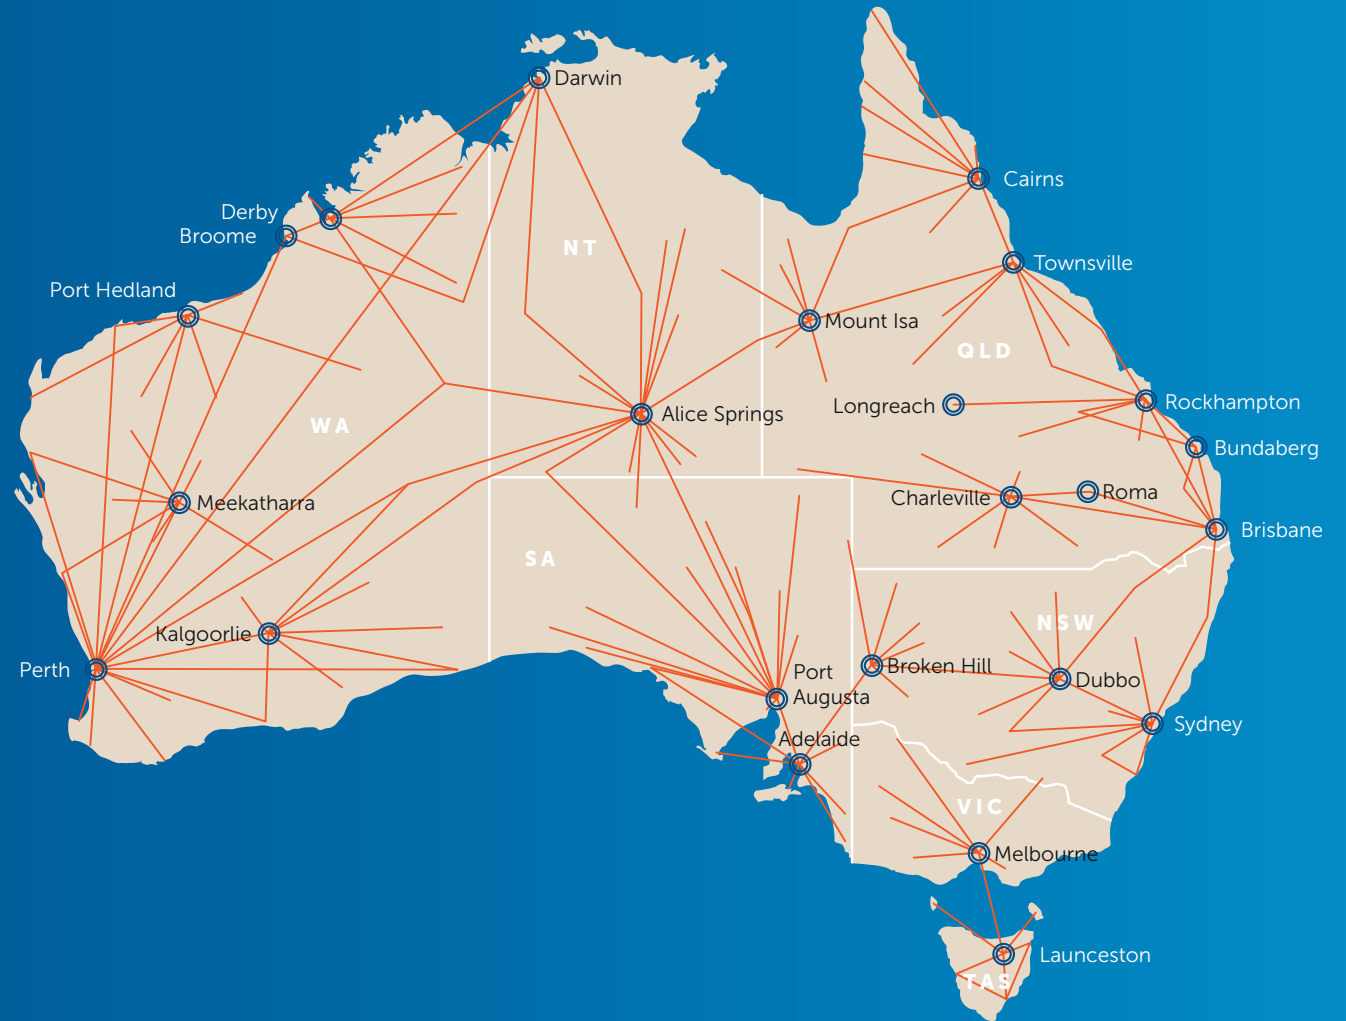 Darwin
Cairns
Derby
Broome
NT
Townsville
Port Hedland
Mount Isa
QLD
Longreach
Rockhampton
Alice Springs
WA
Bundaberg
Meekatharra
Charleville
Roma
Brisbane
SA
NSW
Kalgoorlie
Perth
Broken Hill
Port
Augusta
Dubbo
Sydney
Adelaide
VIC
Melbourne
Launceston
TAS